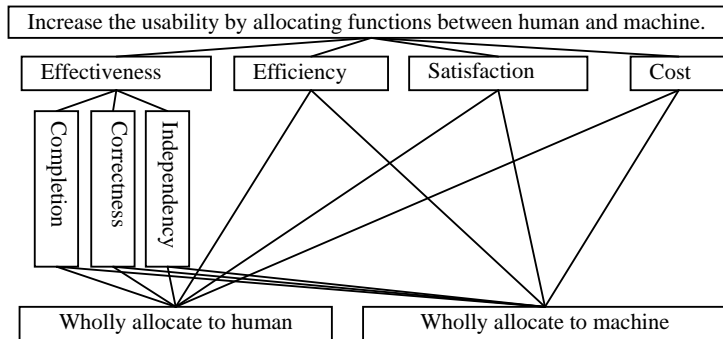 Increase the usability by allocating functions between human and machine.
Effectiveness
Efficiency
Satisfaction
Cost
Completion
Correctness
Independency
Wholly allocate to human
Wholly allocate to machine